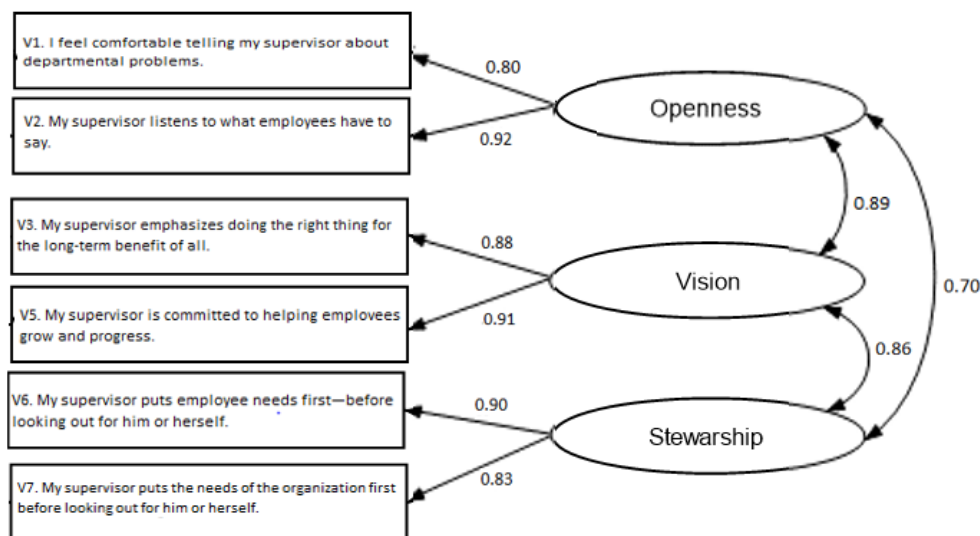 V1. I feel comfortable telling my supervisor about
departmental problems.
0.80
Openness
V2. My supervisor listens to what employees have to
say.
0.92
0.89
V3. My supervisor emphasizes doing the right thing for
the long-term benefit of all.
0.88
Vision
0.70
V5. My supervisor is committed to helping emplovees
grow and progress.
0.91
0.86
V6. My supervisor puts employee needs first—before
looking out for him or herself.
0.90
Stewarship
0.83
V7. My supervisor puts the needs of the organization first
before looking out for him or herself.